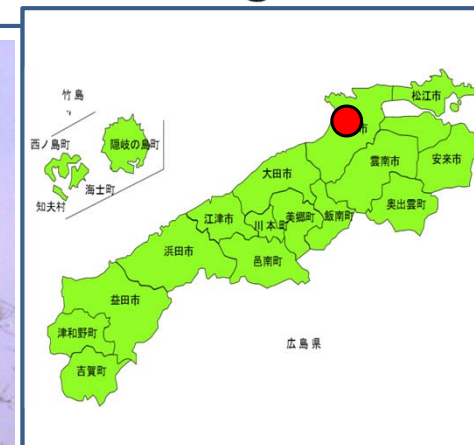 竹島
松江市
西ノ島町
隠岐の島町
市
安来市
雲南市
海士町
大田市
知夫村
奥出雲町
江津市
美郷町
飯南町
川本町
浜田市
邑南町
益田市
津和野町
広島県
吉賀町